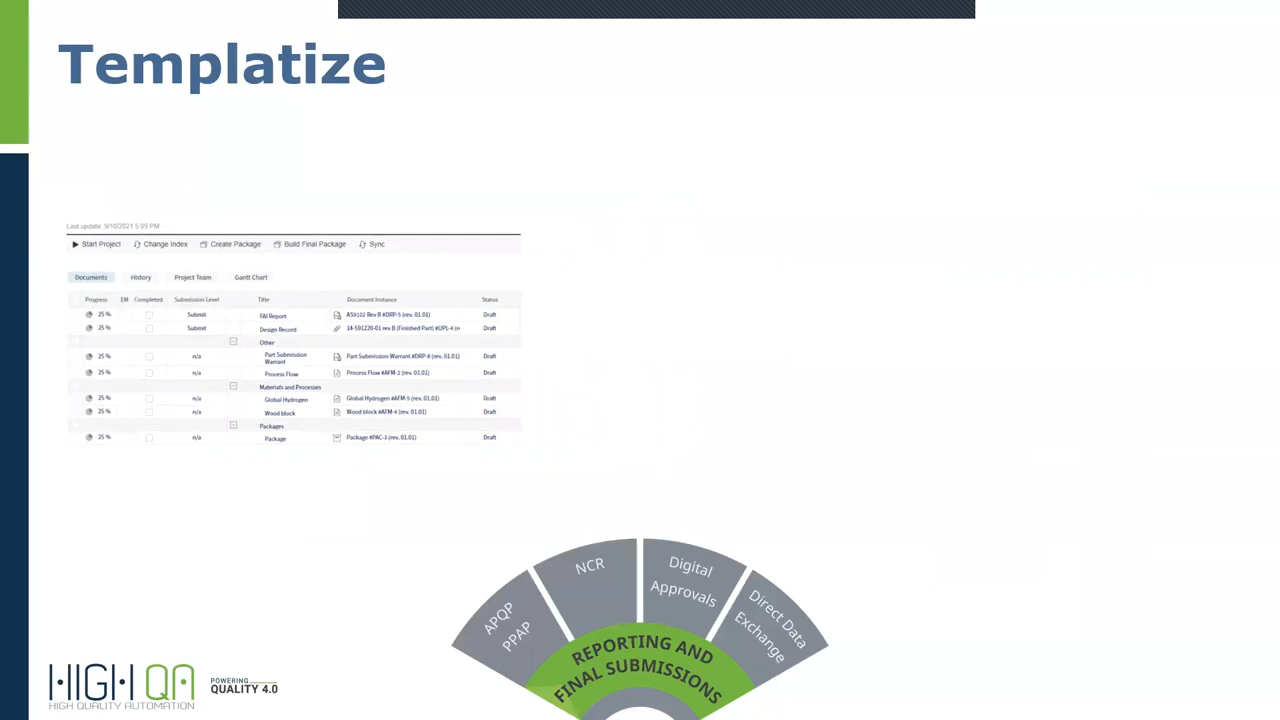 Templatize
Last update: 9/10/2021 5:09 PM
Start Project Change Index Create Package Build Final Package Sync
Documents History Project Team Gantt Chart
Progress EM Completed Submission Level Title Document Instance Status
25 % Submit FAI Report AS9102 Rev B #DRP-5 (rev. 01.01) Draft
25 % Submit Design Record 14-591220-01 rev B (Finished Part) #UPL-4 (n Draft
Other
25 % n/a Part Submission Warrant Part Submission Warrant #DRP-8 (rev. 01.01) Draft
25 % n/a Process Flow Process Flow #AFM-2 (rev. 01.01) Draft
Materials and Processes
25 % n/a Global Hydrogen Global Hydrogen #AFM-5 (rev. 01.01) Draft
25 % n/a Wood block Wood block #AFM-4 (rev. 01.01) Draft
Packages
25 % n/a Package Package #PAC-3 (rev. 01.01) Draft
APQP
PPAP
NCR
Digital
Approvals
Direct Data
Exchange
REPORTING AND
FINAL SUBMISSIONS
HIGH QA
HIGH QUALITY AUTOMATION
POWERING
QUALITY 4.0